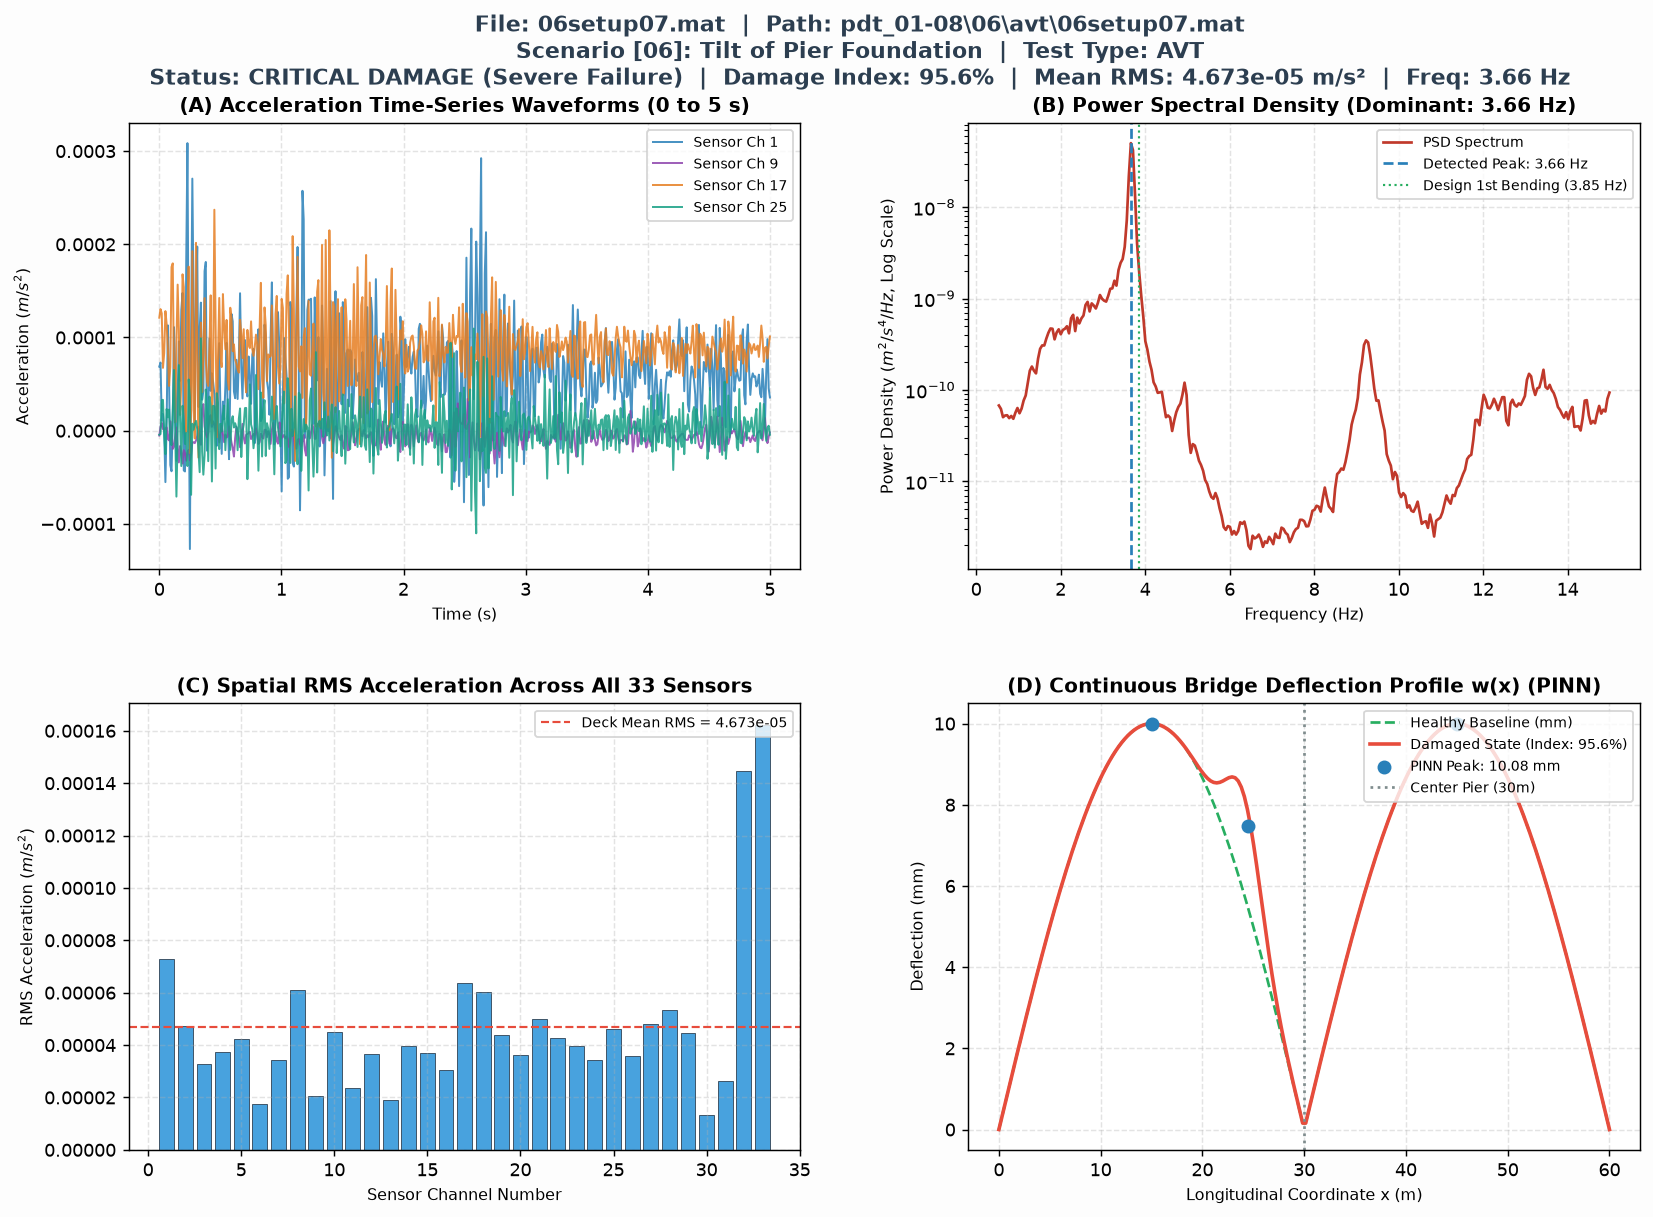 File: 06setup07.mat | Path: pdt_01-08\06\avt\06setup07.mat
Scenario [06]: Tilt of Pier Foundation | Test Type: AVT
Status: CRITICAL DAMAGE (Severe Failure) | Damage Index: 95.6% | Mean RMS: 4.673e-05 m/s² | Freq: 3.66 Hz
(A) Acceleration Time-Series Waveforms (0 to 5 s)
Sensor Ch 1
Sensor Ch 9
Sensor Ch 17
Sensor Ch 25
0.0003
0.0002
0.0001
0.0000
−0.0001
Acceleration (m/s²)
0 1 2 3 4 5
Time (s)
(B) Power Spectral Density (Dominant: 3.66 Hz)
PSD Spectrum
Detected Peak: 3.66 Hz
Design 1st Bending (3.85 Hz)
10⁻⁸
10⁻⁹
10⁻¹⁰
10⁻¹¹
Power Density (m²/s⁴/Hz, Log Scale)
0 2 4 6 8 10 12 14
Frequency (Hz)
(C) Spatial RMS Acceleration Across All 33 Sensors
Deck Mean RMS = 4.673e-05
0.00016
0.00014
0.00012
0.00010
0.00008
0.00006
0.00004
0.00002
0.00000
RMS Acceleration (m/s²)
0 5 10 15 20 25 30 35
Sensor Channel Number
(D) Continuous Bridge Deflection Profile w(x) (PINN)
Healthy Baseline (mm)
Damaged State (Index: 95.6%)
PINN Peak: 10.08 mm
Center Pier (30m)
10
8
6
4
2
0
Deflection (mm)
0 10 20 30 40 50 60
Longitudinal Coordinate x (m)